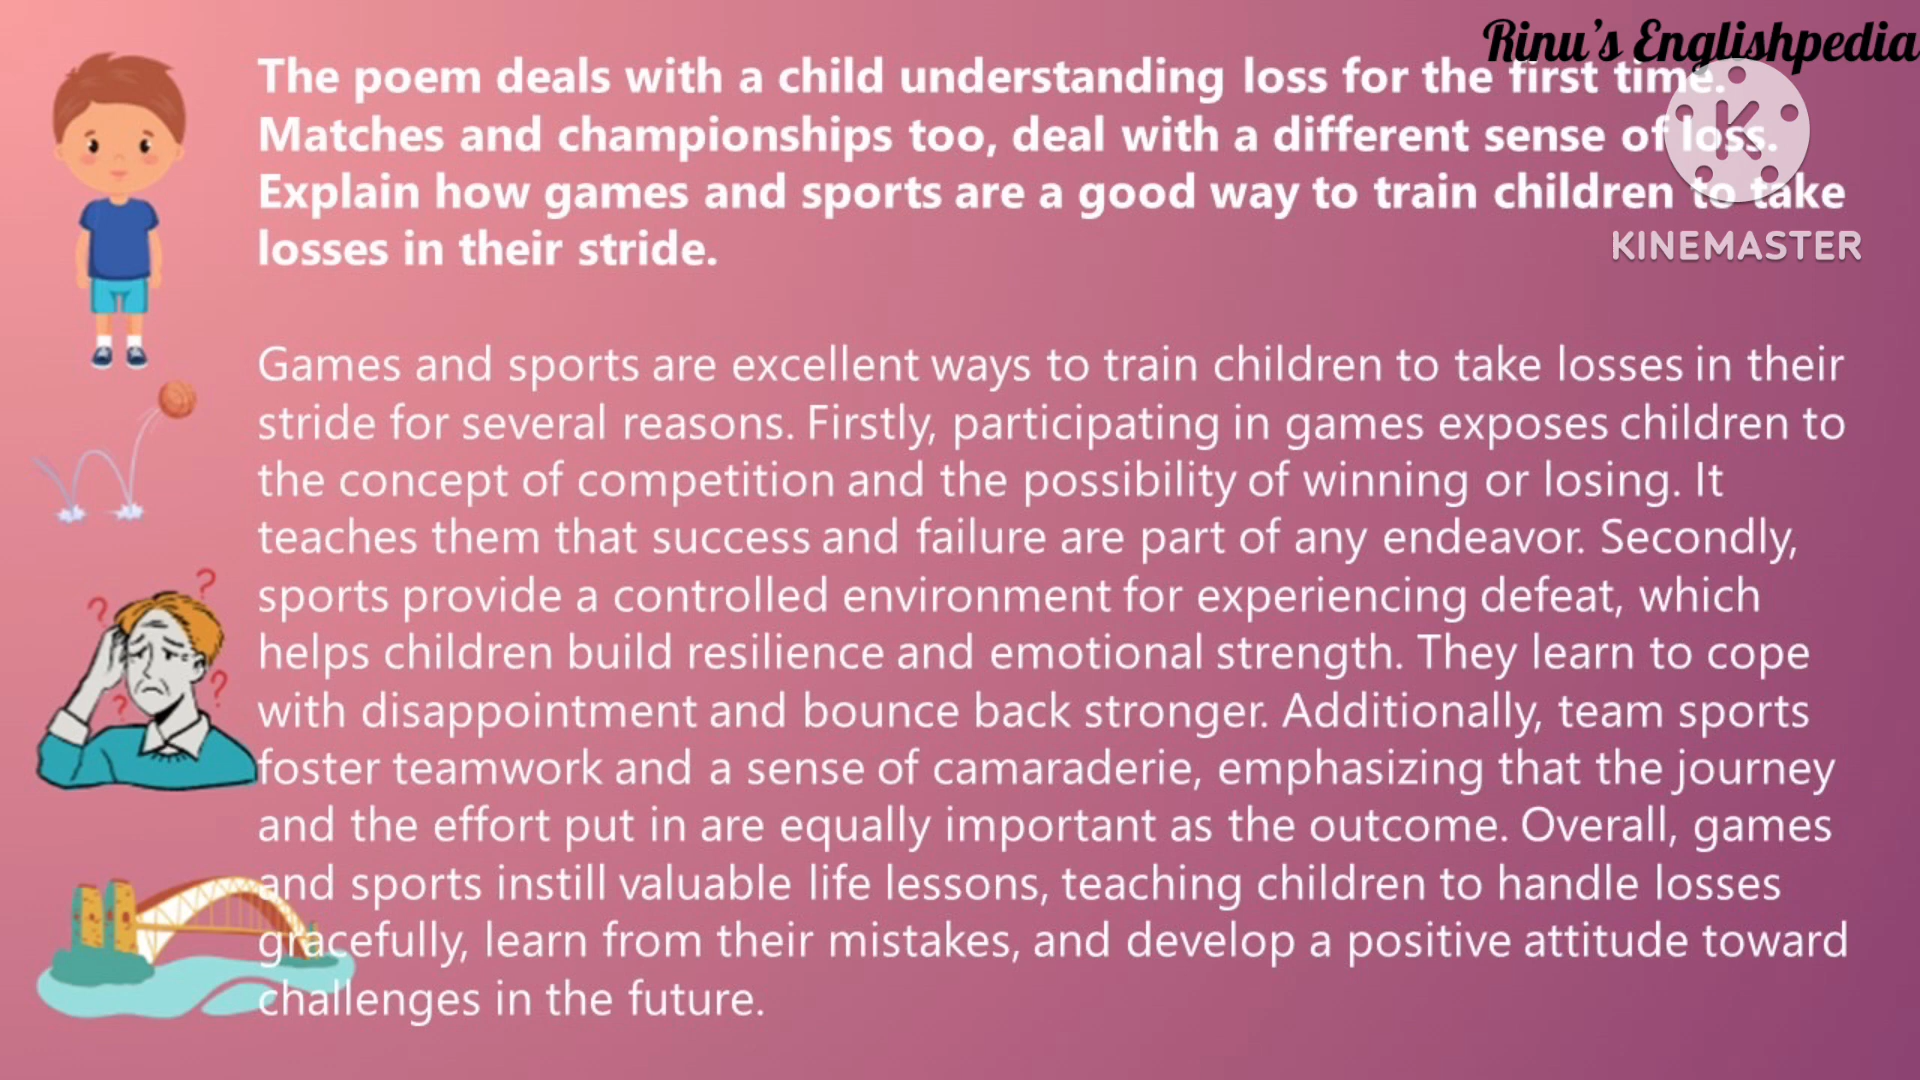 Rinu's Englishpedia
The poem deals with a child understanding loss for the first time.
Matches and championships too, deal with a different sense of loss.
Explain how games and sports are a good way to train children to take
losses in their stride.
K
KINEMASTER
Games and sports are excellent ways to train children to take losses in their
stride for several reasons. Firstly, participating in games exposes children to
the concept of competition and the possibility of winning or losing. It
teaches them that success and failure are part of any endeavor. Secondly,
sports provide a controlled environment for experiencing defeat, which
helps children build resilience and emotional strength. They learn to cope
with disappointment and bounce back stronger. Additionally, team sports
foster teamwork and a sense of camaraderie, emphasizing that the journey
and the effort put in are equally important as the outcome. Overall, games
and sports instill valuable life lessons, teaching children to handle losses
gracefully, learn from their mistakes, and develop a positive attitude toward
challenges in the future.